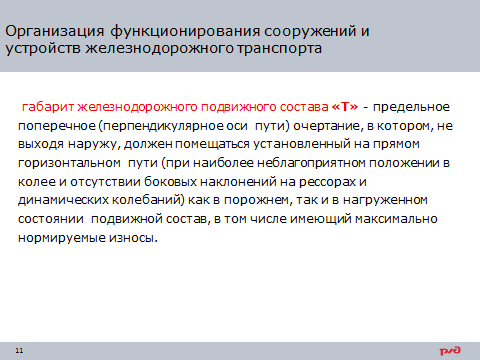 Организация функционирования сооружений и
устройств железнодорожного транспорта
габарит железнодорожного подвижного состава «Т» - предельное
поперечное (перпендикулярное оси пути) очертание, в котором, не
выходя наружу, должен помещаться установленный на прямом
горизонтальном пути (при наиболее неблагоприятном положении в
колее и отсутствии боковых наклонений на рессорах и
динамических колебаний) как в порожнем, так и в нагруженном
состоянии подвижной состав, в том числе имеющий максимально
нормируемые износы.
11
ржд